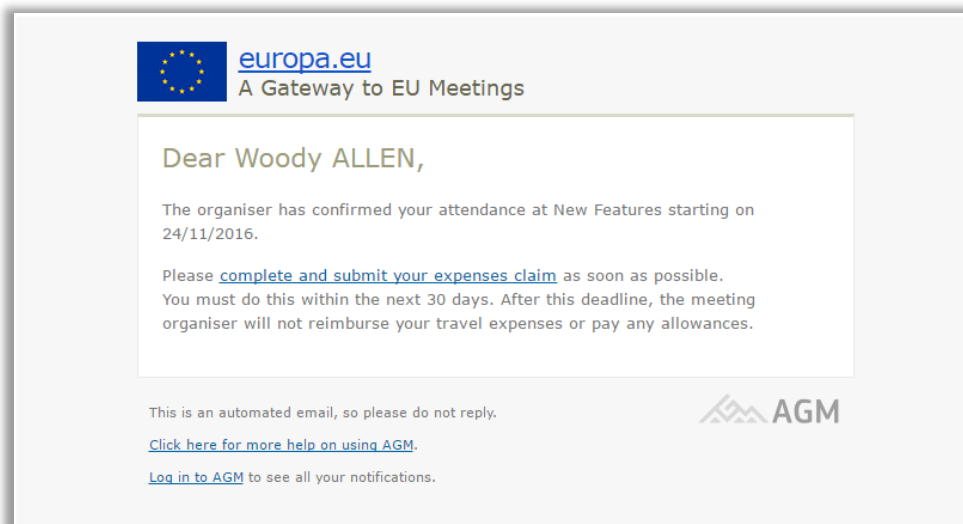 europa.eu
A Gateway to EU Meetings
Dear Woody ALLEN,
The organiser has confirmed your attendance at New Features starting on
24/11/2016.
Please complete and submit your expenses claim as soon as possible.
You must do this within the next 30 days. After this deadline, the meeting
organiser will not reimburse your travel expenses or pay any allowances.
This is an automated email, so please do not reply.
AGM
Click here for more help on using AGM.
Log in to AGM to see all your notifications.